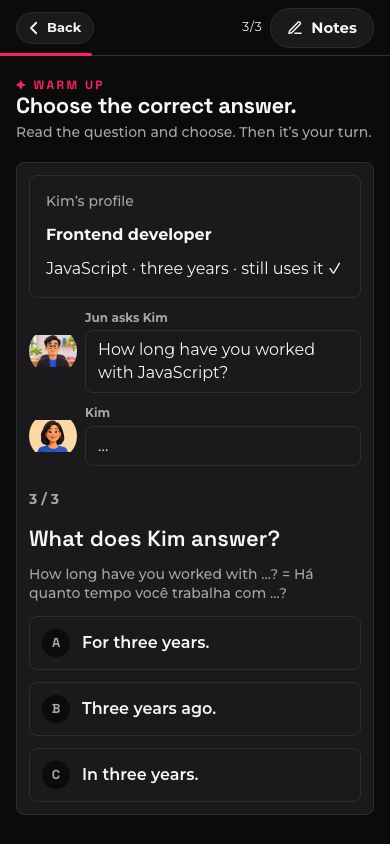 Back
3/3
Notes
WARM UP
Choose the correct answer.
Read the question and choose. Then it's your turn.
Kim's profile
Frontend developer
JavaScript · three years · still uses it ✓
Jun asks Kim
How long have you worked
with JavaScript?
Kim
...
3 / 3
What does Kim answer?
How long have you worked with ...? = Há
quanto tempo você trabalha com ...?
A For three years.
B Three years ago.
C In three years.